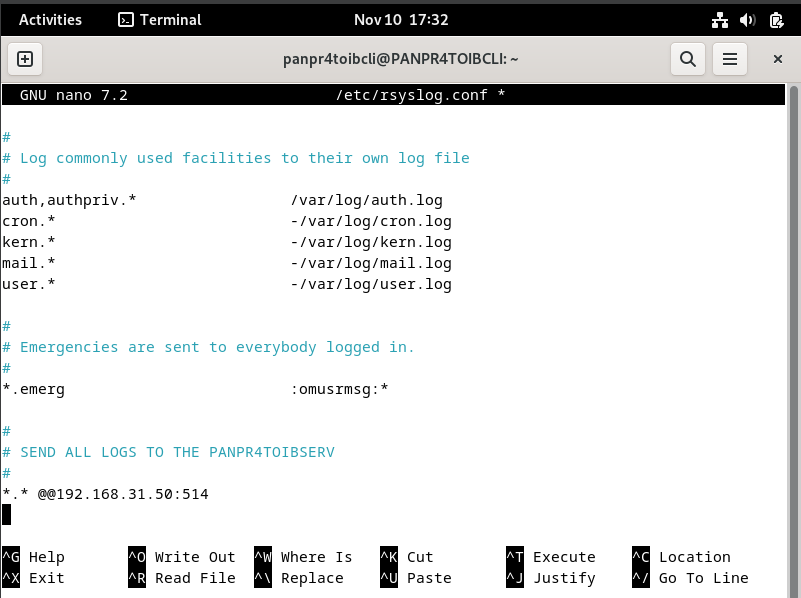 Activities Terminal Nov 10 17:32
panpr4toibcli@PANPR4TOIBCLI: ~
GNU nano 7.2 /etc/rsyslog.conf *
#
# Log commonly used facilities to their own log file
#
auth,authpriv.* /var/log/auth.log
cron.* -/var/log/cron.log
kern.* -/var/log/kern.log
mail.* -/var/log/mail.log
user.* -/var/log/user.log
#
# Emergencies are sent to everybody logged in.
#
*.emerg :omusrmsg:*
#
# SEND ALL LOGS TO THE PANPR4TOIBSERV
#
*.* @@192.168.31.50:514
^G Help ^O Write Out ^W Where Is ^K Cut ^T Execute ^C Location
^X Exit ^R Read File ^\ Replace ^U Paste ^J Justify ^/ Go To Line